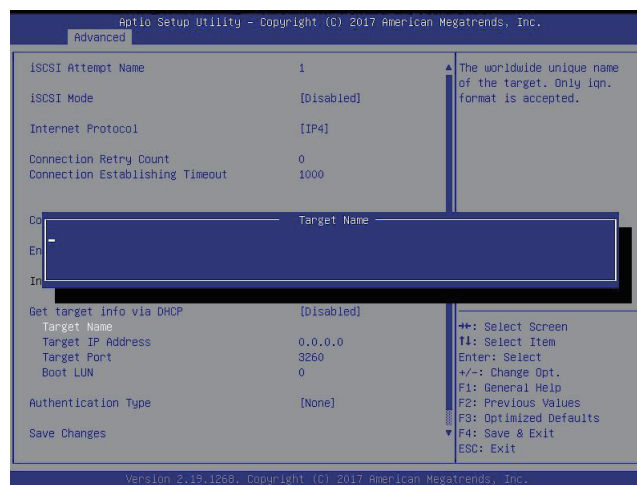 Aptio Setup Utility – Copyright (C) 2017 American Megatrends, Inc.
Advanced
iSCSI Attempt Name 1
iSCSI Mode [Disabled]
Internet Protocol [IP4]
Connection Retry Count 0
Connection Establishing Timeout 1000
Co
Target Name
En
In
Get target info via DHCP [Disabled]
Target Name
Target IP Address 0.0.0.0
Target Port 3260
Boot LUN 0
Authentication Type [None]
Save Changes
The worldwide unique name
of the target. Only iqn.
format is accepted.
→←: Select Screen
↑↓: Select Item
Enter: Select
+/-: Change Opt.
F1: General Help
F2: Previous Values
F3: Optimized Defaults
F4: Save & Exit
ESC: Exit
Version 2.19.1268. Copyright (C) 2017 American Megatrends, Inc.